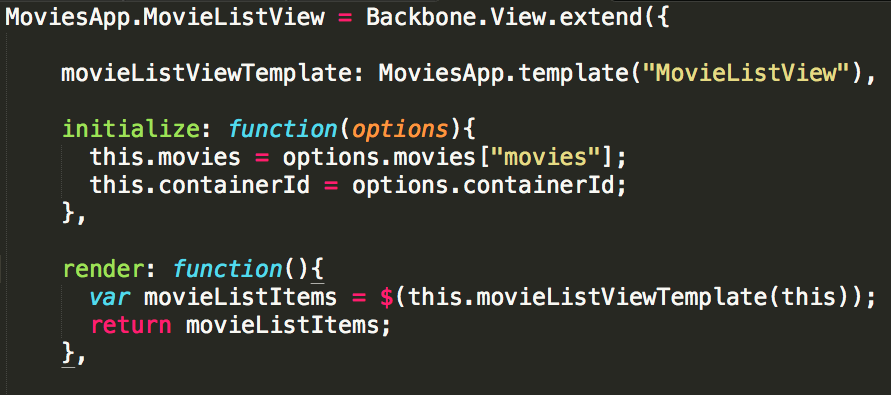 MoviesApp.MovieListView = Backbone.View.extend({
movieListViewTemplate: MoviesApp.template("MovieListView"),
initialize: function(options){
this.movies = options.movies["movies"];
this.containerId = options.containerId;
},
render: function(){
var movieListItems = $(this.movieListViewTemplate(this));
return movieListItems;
},